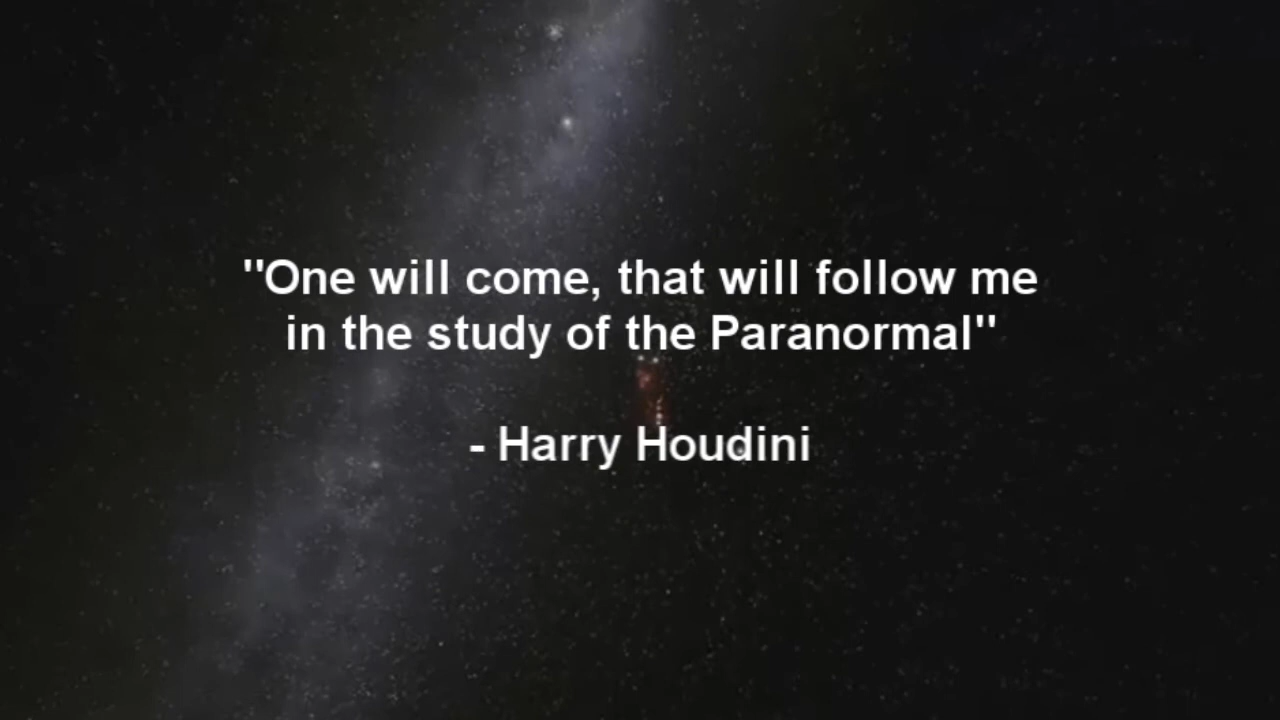 "One will come, that will follow me
in the study of the Paranormal"
- Harry Houdini